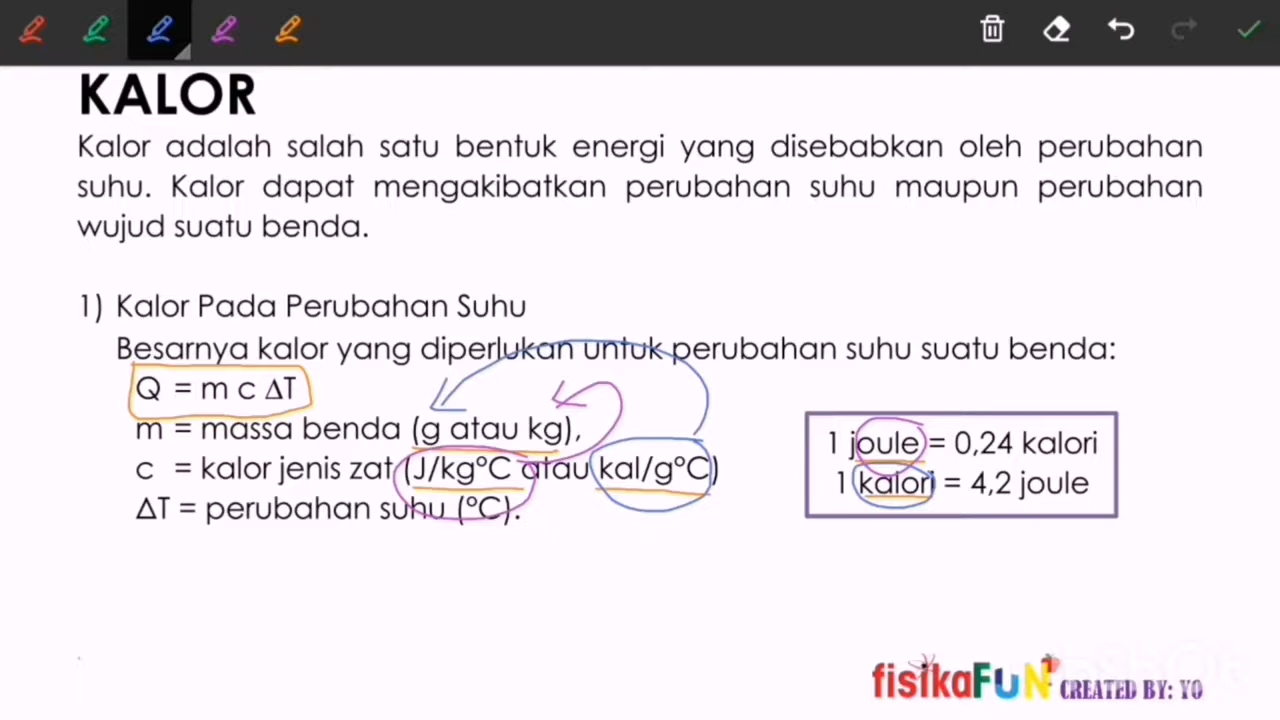 KALOR
Kalor adalah salah satu bentuk energi yang disebabkan oleh perubahan
suhu. Kalor dapat mengakibatkan perubahan suhu maupun perubahan
wujud suatu benda.
1) Kalor Pada Perubahan Suhu
Besarnya kalor yang diperlukan untuk perubahan suhu suatu benda:
Q = m c ΔT
m = massa benda (g atau kg),
c = kalor jenis zat (J/kg°C atau kal/g°C)
ΔT = perubahan suhu (°C).
1 joule = 0,24 kalori
1 kalori = 4,2 joule
fisikaFUN CREATED BY: YO